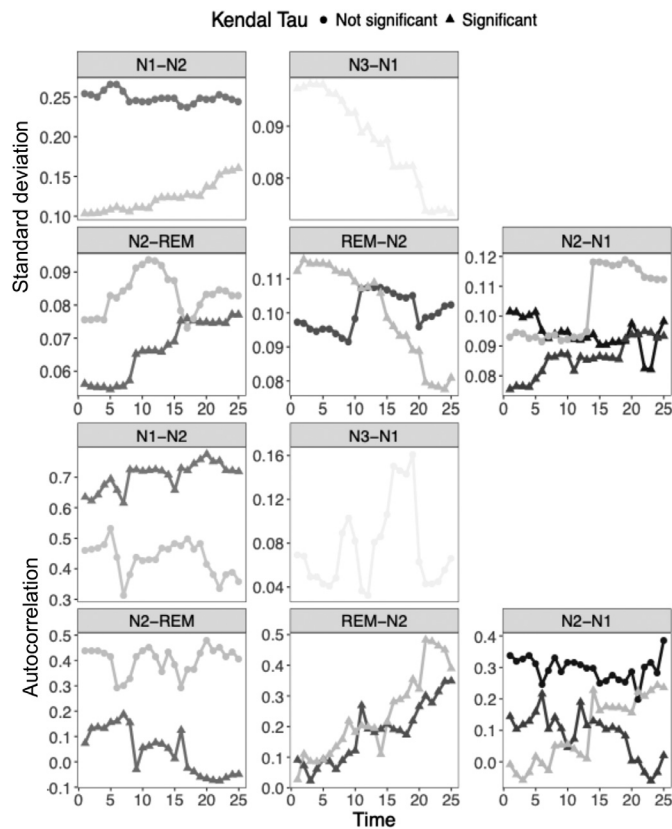 Kendal Tau ● Not significant ▲ Significant
Standard deviation
N1−N2
0.25
0.20
0.15
0.10
N3−N1
0.09
0.08
N2−REM
0.09
0.08
0.07
0.06
0 5 10 15 20 25
REM−N2
0.11
0.10
0.09
0.08
0 5 10 15 20 25
N2−N1
0.12
0.11
0.10
0.09
0.08
0 5 10 15 20 25
Autocorrelation
N1−N2
0.7
0.6
0.5
0.4
0.3
N3−N1
0.16
0.12
0.08
0.04
N2−REM
0.5
0.4
0.3
0.2
0.1
0.0
-0.1
0 5 10 15 20 25
REM−N2
0.5
0.4
0.3
0.2
0.1
0.0
0 5 10 15 20 25
N2−N1
0.4
0.3
0.2
0.1
0.0
0 5 10 15 20 25
Time